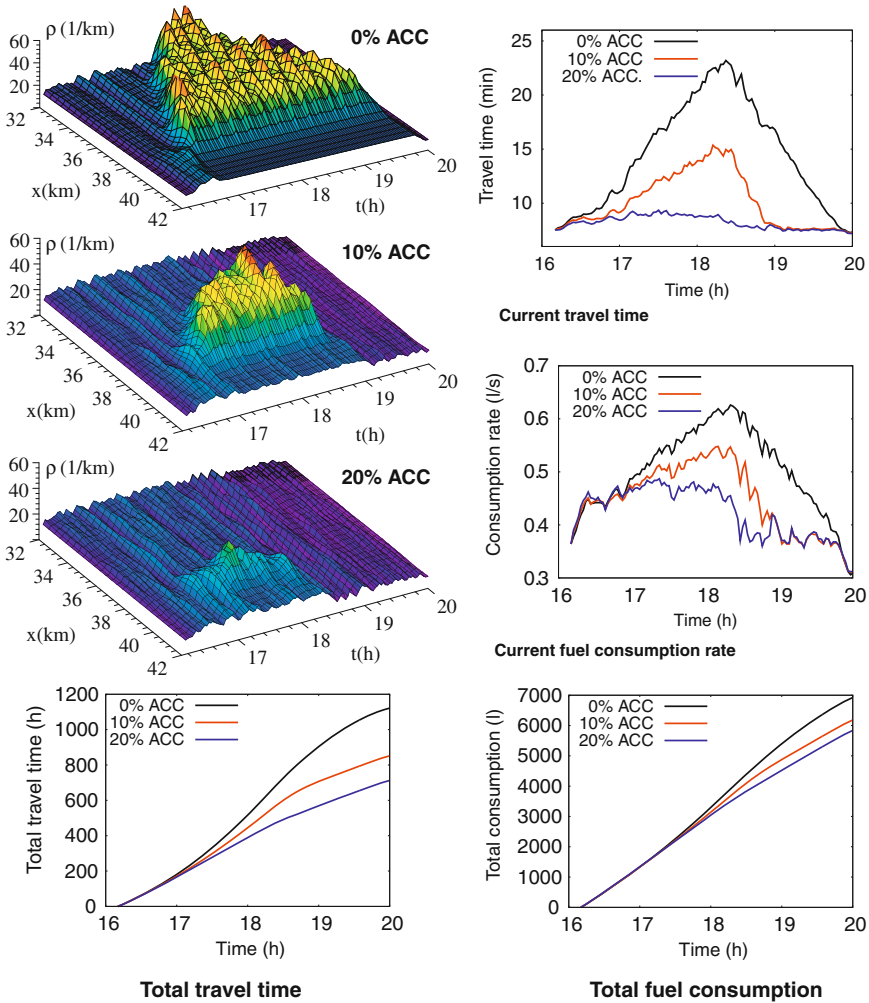 ρ (1/km)
0% ACC
60
40
20
32
34
36
x(km)
38
40
42
17
18
t(h)
19
20
ρ (1/km)
10% ACC
60
40
20
32
34
36
x(km)
38
40
42
17
18
t(h)
19
20
ρ (1/km)
20% ACC
60
40
20
32
34
36
x(km)
38
40
42
17
18
t(h)
19
20
Travel time (min)
25
20
15
10
0% ACC
10% ACC
20% ACC.
16 17 18 19 20
Time (h)
Current travel time
Consumption rate (l/s)
0.7
0.6
0.5
0.4
0.3
0% ACC
10% ACC
20% ACC
16 17 18 19 20
Time (h)
Current fuel consumption rate
Total travel time (h)
1200
1000
800
600
400
200
0
0% ACC
10% ACC
20% ACC
16 17 18 19 20
Time (h)
Total travel time
Total consumption (l)
7000
6000
5000
4000
3000
2000
1000
0
0% ACC
10% ACC
20% ACC
16 17 18 19 20
Time (h)
Total fuel consumption